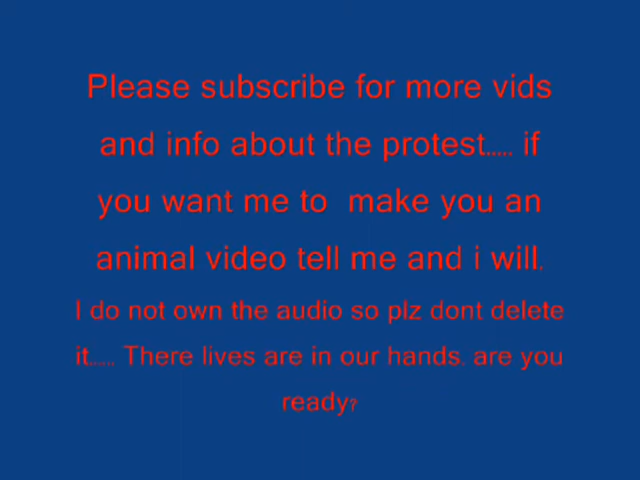 Please subscribe for more vids
and info about the protest..... if
you want me to make you an
animal video tell me and i will.
I do not own the audio so plz dont delete
it...... There lives are in our hands. are you
ready?